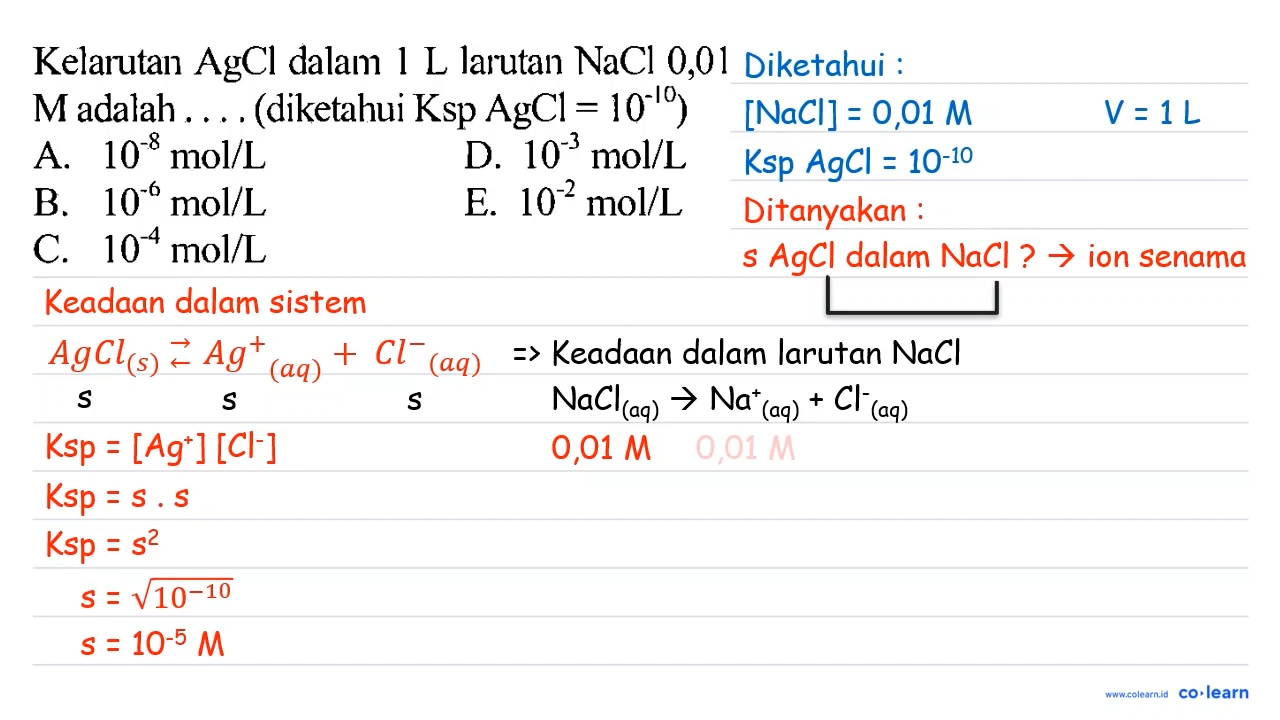 Kelarutan AgCl dalam 1 L larutan NaCl 0,01
M adalah . . . . (diketahui Ksp AgCl = 10⁻¹⁰)
A. 10⁻⁸ mol/L
D. 10⁻³ mol/L
B. 10⁻⁶ mol/L
E. 10⁻² mol/L
C. 10⁻⁴ mol/L
Diketahui :
[NaCl] = 0,01 M V = 1 L
Ksp AgCl = 10⁻¹⁰
Ditanyakan :
s AgCl dalam NaCl ? → ion senama
Keadaan dalam sistem
AgCl₍s₎ ⇄ Ag⁺₍aq₎ + Cl⁻₍aq₎
s s s
Ksp = [Ag⁺] [Cl⁻]
Ksp = s . s
Ksp = s²
s = √10⁻¹⁰
s = 10⁻⁵ M
=> Keadaan dalam larutan NaCl
NaCl₍aq₎ → Na⁺₍aq₎ + Cl⁻₍aq₎
0,01 M 0,01 M
www.colearn.id co·learn